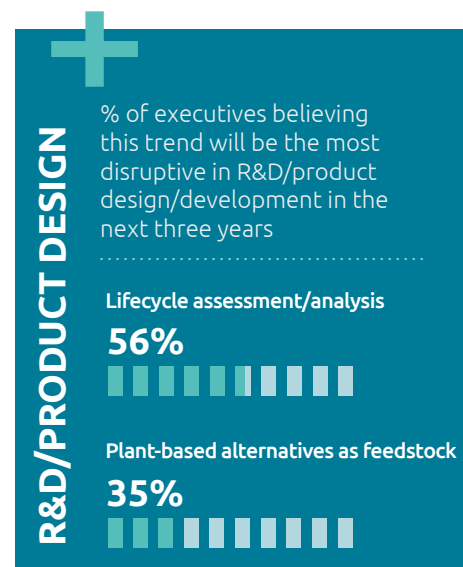 R&D/PRODUCT DESIGN
% of executives believing
this trend will be the most
disruptive in R&D/product
design/development in the
next three years
Lifecycle assessment/analysis
56%
Plant-based alternatives as feedstock
35%